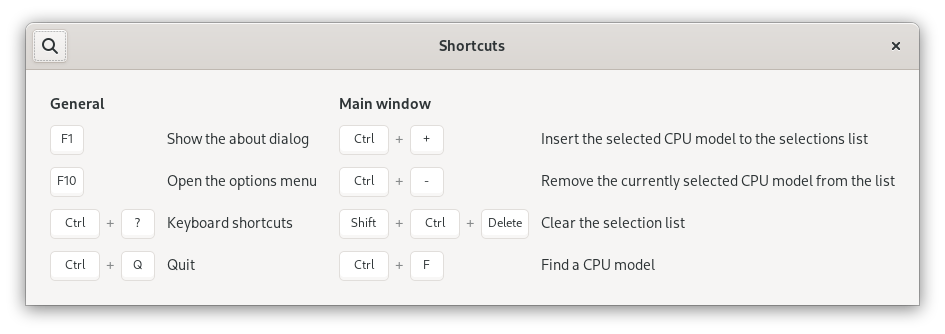 Shortcuts
General
F1 Show the about dialog
F10 Open the options menu
Ctrl + ? Keyboard shortcuts
Ctrl + Q Quit
Main window
Ctrl + + Insert the selected CPU model to the selections list
Ctrl + - Remove the currently selected CPU model from the list
Shift + Ctrl + Delete Clear the selection list
Ctrl + F Find a CPU model